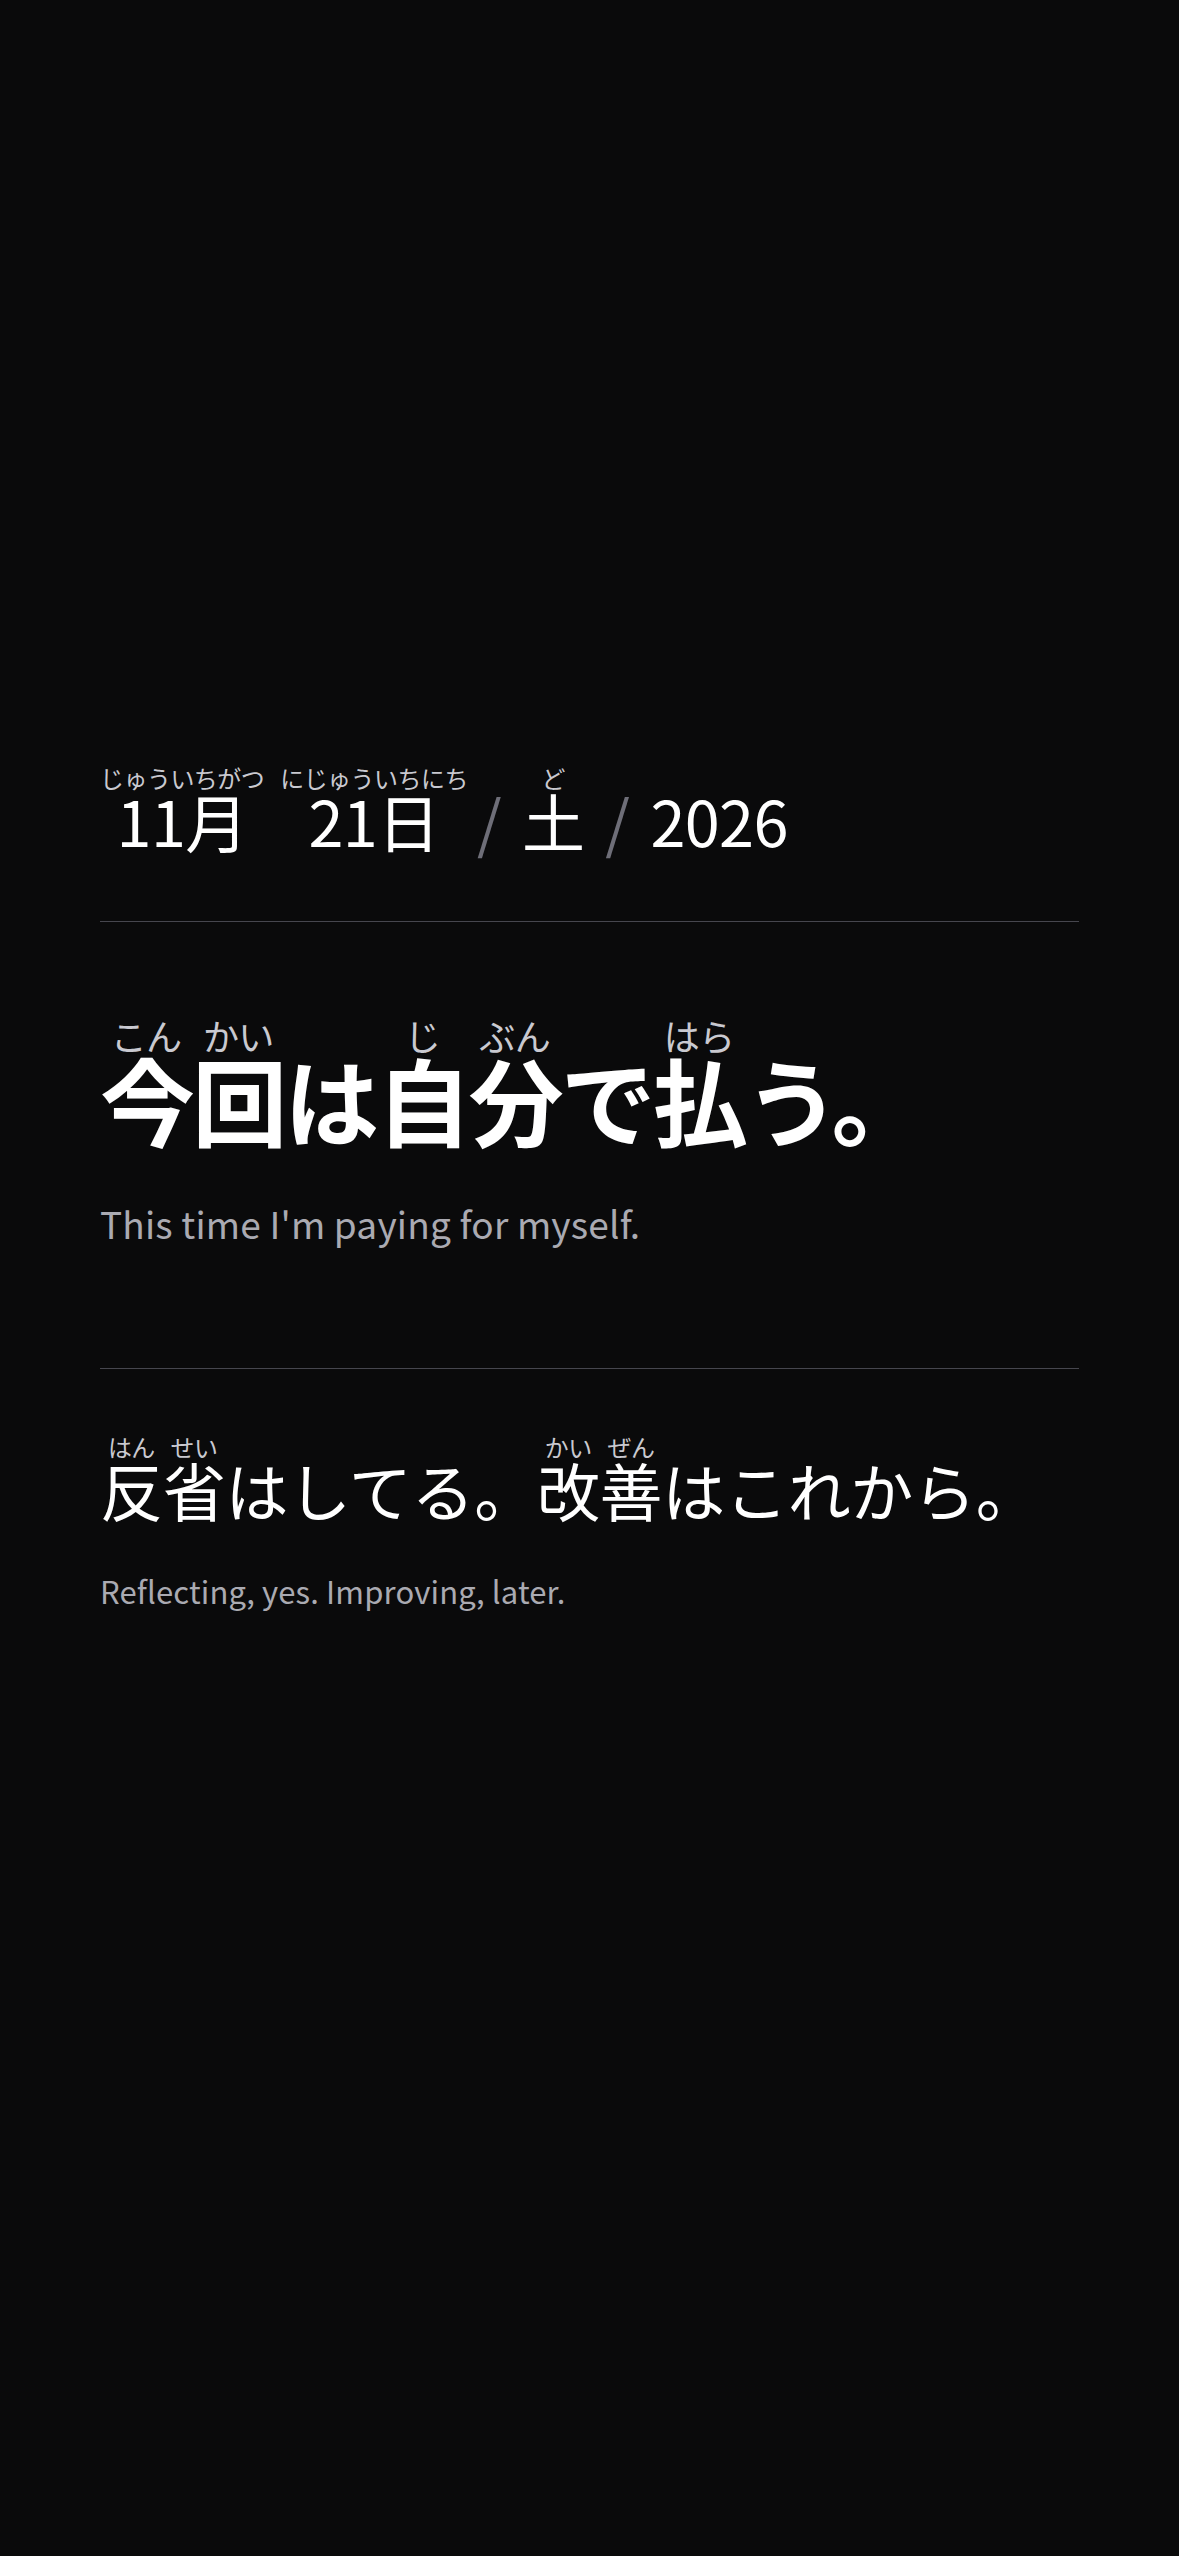 じゅういちがつ にじゅういちにち ど
11月 21日 / 土 / 2026
こん かい じ ぶん はら
今回は自分で払う。
This time I'm paying for myself.
はん せい かい ぜん
反省はしてる。改善はこれから。
Reflecting, yes. Improving, later.